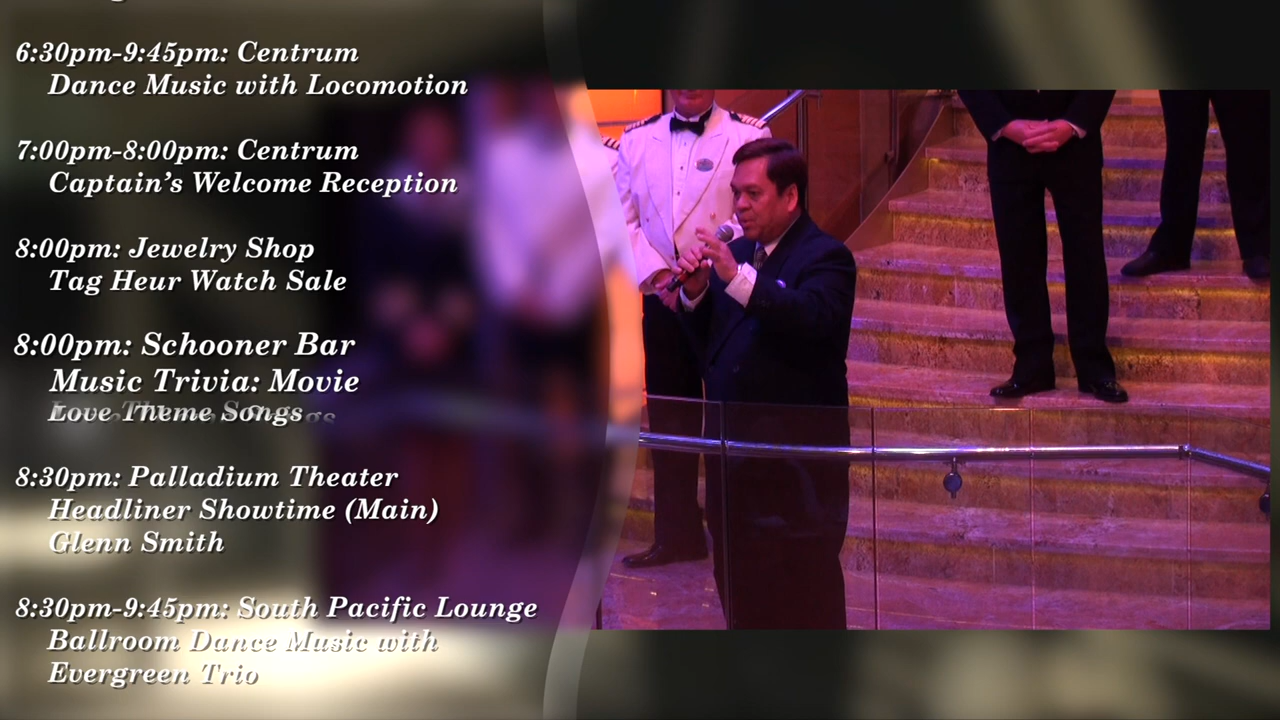 6:30pm-9:45pm: Centrum
Dance Music with Locomotion
7:00pm-8:00pm: Centrum
Captain's Welcome Reception
8:00pm: Jewelry Shop
Tag Heur Watch Sale
8:00pm: Schooner Bar
Music Trivia: Movie
Love Theme Songs
8:30pm: Palladium Theater
Headliner Showtime (Main)
Glenn Smith
8:30pm-9:45pm: South Pacific Lounge
Ballroom Dance Music with
Evergreen Trio